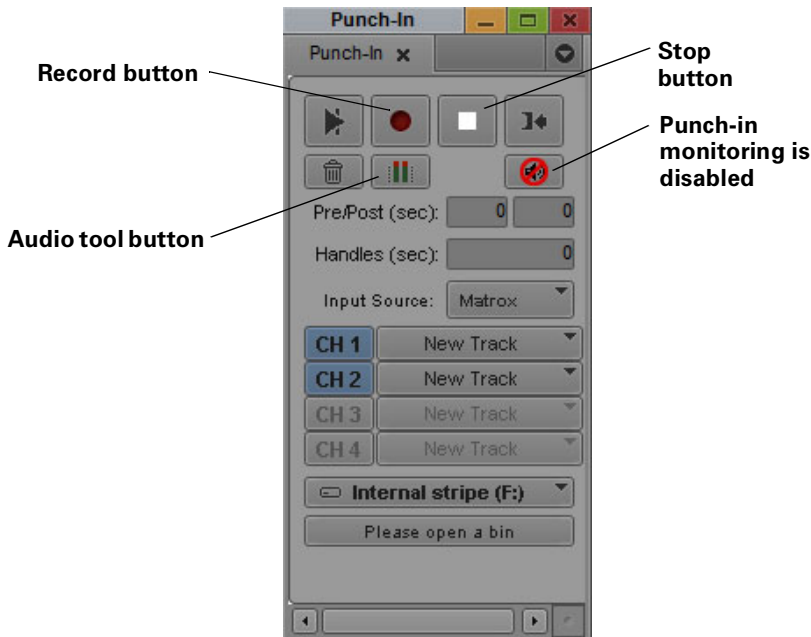 Punch-In
Punch-In
Record button
Stop
button
Punch-in
monitoring is
disabled
Audio tool button
Pre/Post (sec): 0 0
Handles (sec): 0
Input Source: Matrox
CH 1 New Track
CH 2 New Track
CH 3 New Track
CH 4 New Track
Internal stripe (F:)
Please open a bin